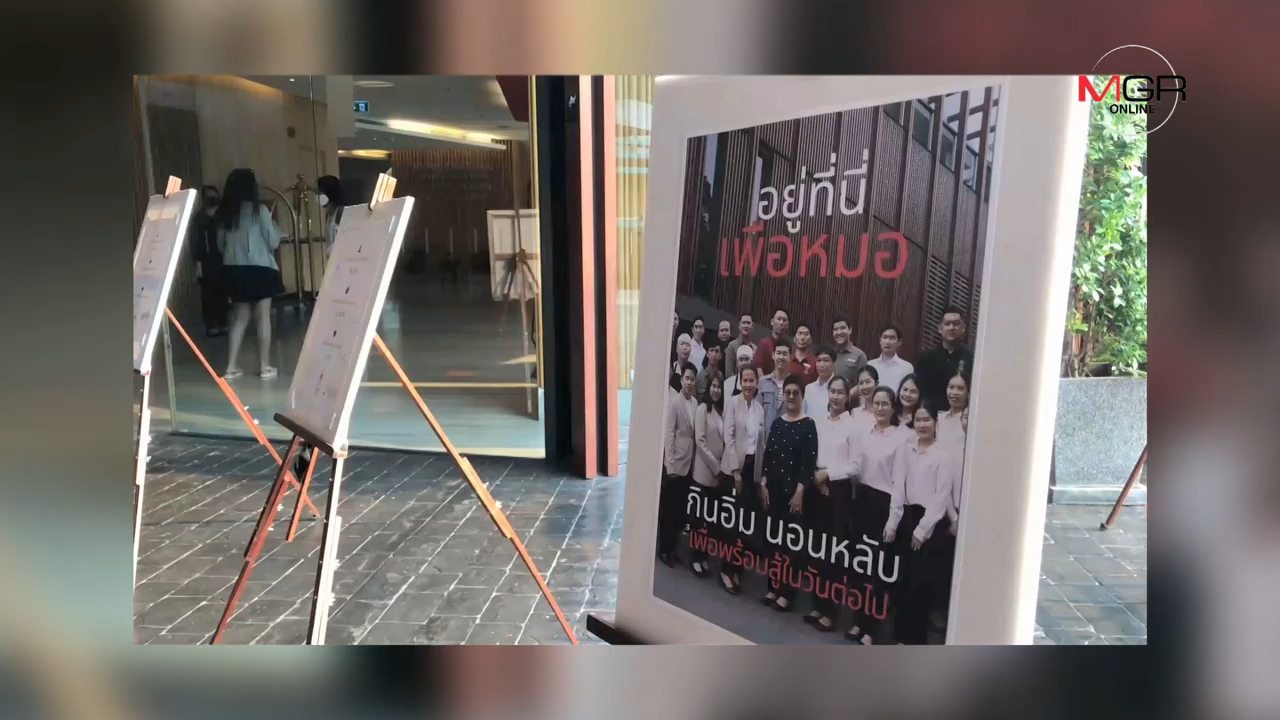 MGR
ONLINE
อยู่ที่นี่
เพื่อหมอ
กินอิ่ม นอนหลับ
เพื่อพร้อมสู้ในวันต่อไป